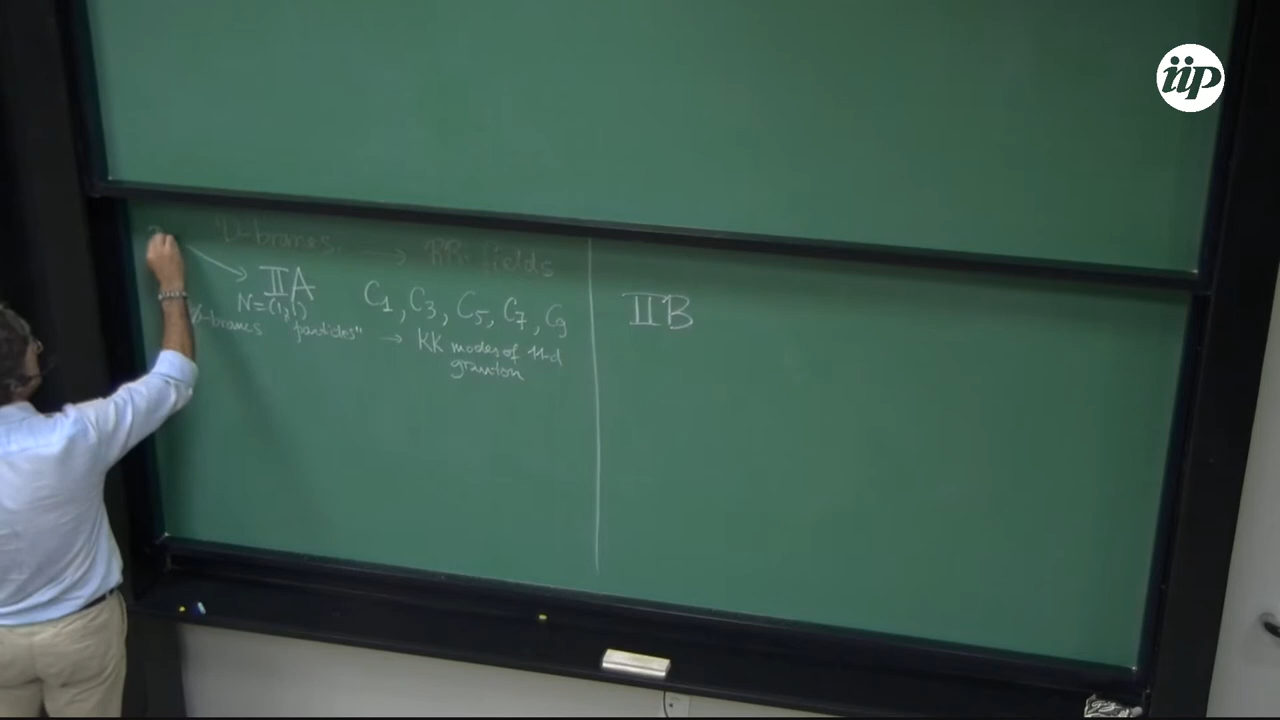 iip
D-branes → RR fields
IIA C₁, C₃, C₅, C₇, C₉
N=(1,1)
-branes "particles" → KK modes of 11-d
graviton
IIB